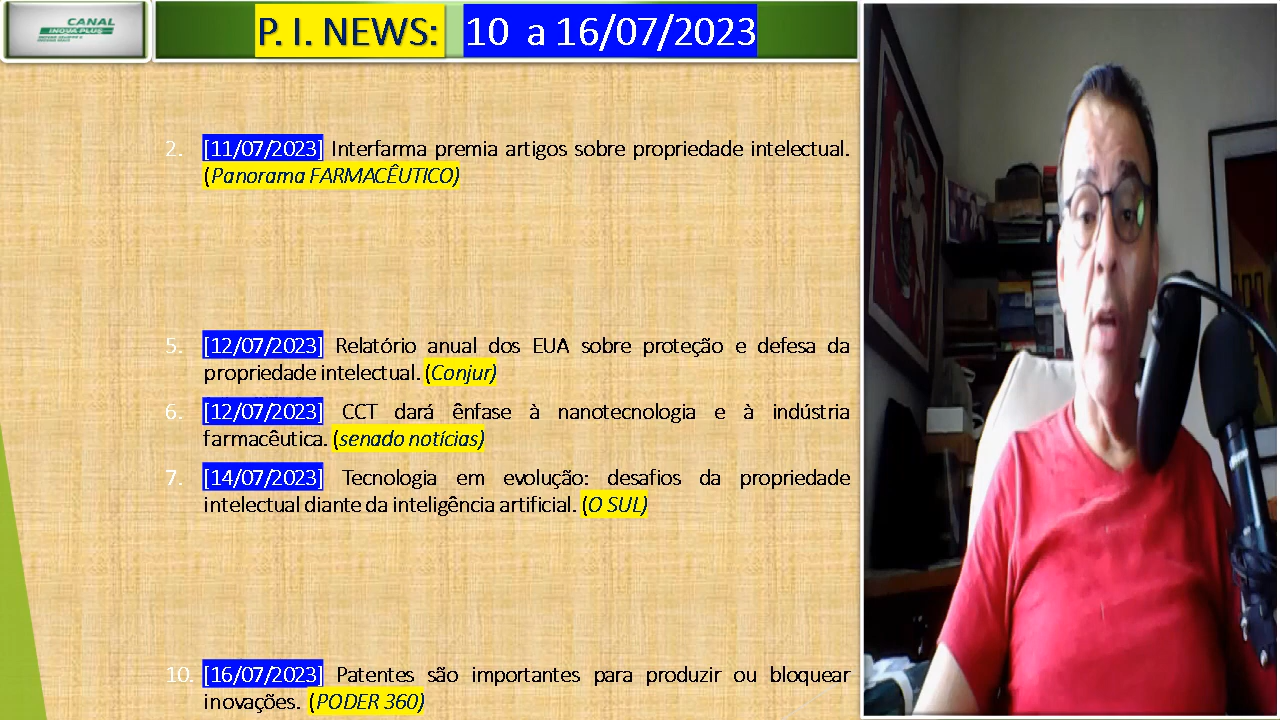 CANAL
INOVA PLUS
P. I. NEWS: 10 a 16/07/2023
2. [11/07/2023] Interfarma premia artigos sobre propriedade intelectual.
(Panorama FARMACÊUTICO)
5. [12/07/2023] Relatório anual dos EUA sobre proteção e defesa da
propriedade intelectual. (Conjur)
6. [12/07/2023] CCT dará ênfase à nanotecnologia e à indústria
farmacêutica. (senado notícias)
7. [14/07/2023] Tecnologia em evolução: desafios da propriedade
intelectual diante da inteligência artificial. (O SUL)
10. [16/07/2023] Patentes são importantes para produzir ou bloquear
inovações. (PODER 360)